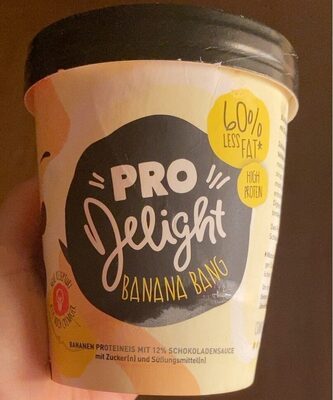 60%
LESS
FAT*
HIGH
PROTEIN
PRO
Delight
BANANA BANG
BANANEN PROTEINEIS MIT 12% SCHOKOLADENSAUCE
mit Zucker(n) und Süßungsmittel(n)